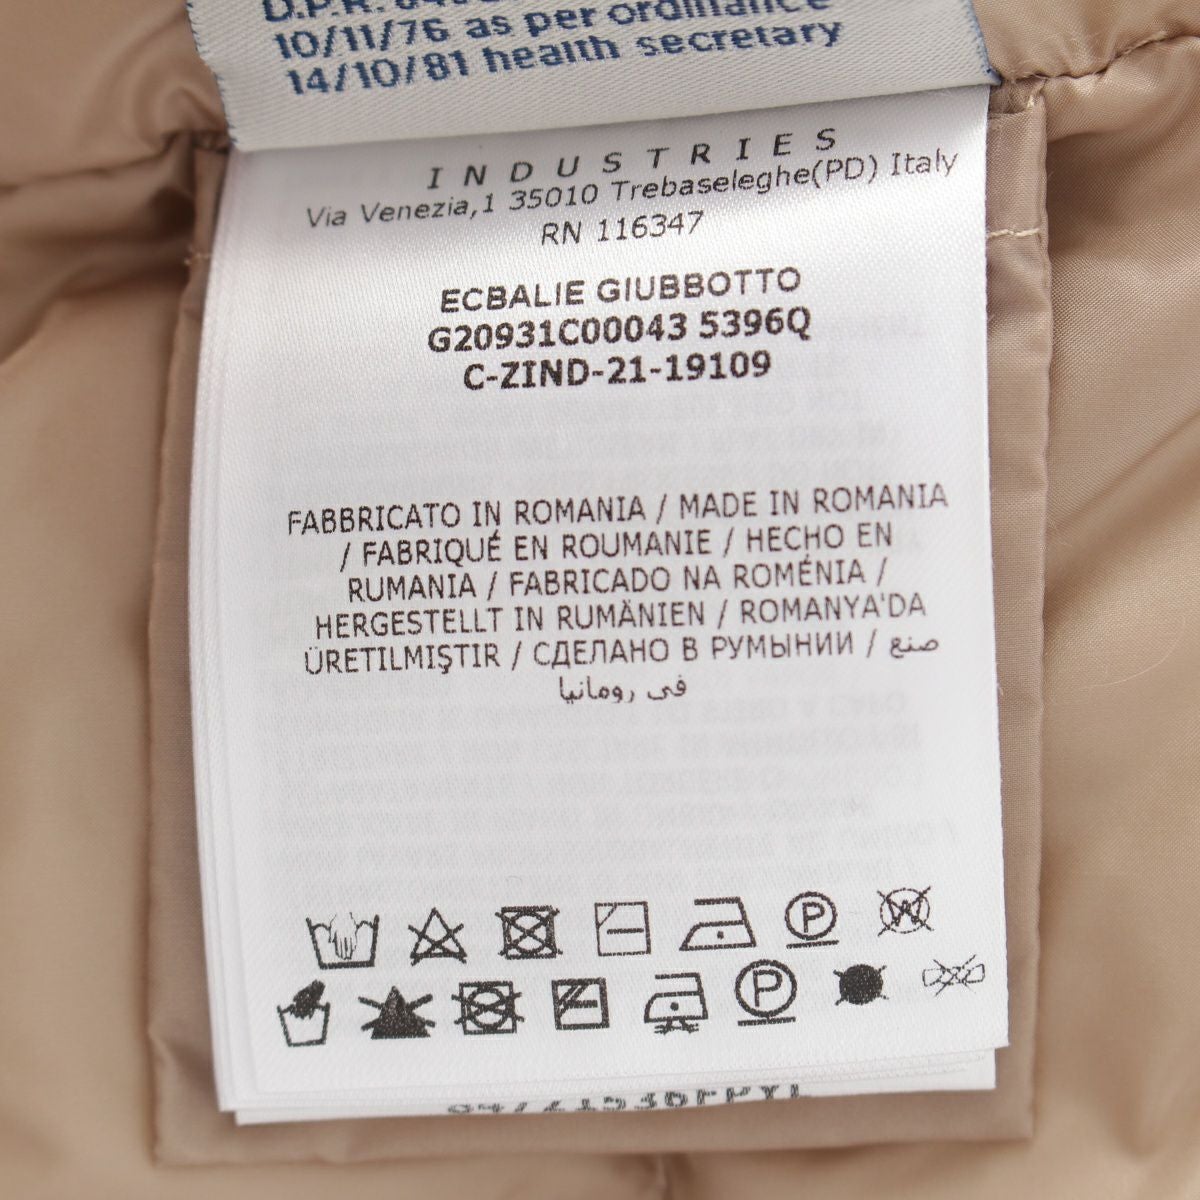 10/11/76 as per ordinance
14/10/81 health secretary
INDUSTRIES
Via Venezia,1 35010 Trebaseleghe(PD) Italy
RN 116347
ECBALIE GIUBBOTTO
G20931C00043 5396Q
C-ZIND-21-19109
FABBRICATO IN ROMANIA / MADE IN ROMANIA
/ FABRIQUÉ EN ROUMANIE / HECHO EN
RUMANIA / FABRICADO NA ROMÉNIA /
HERGESTELLT IN RUMÄNIEN / ROMANYA'DA
ÜRETILMIŞTIR / СДЕЛАНО В РУМЫНИИ / صنع
في رومانيا
P
W
P